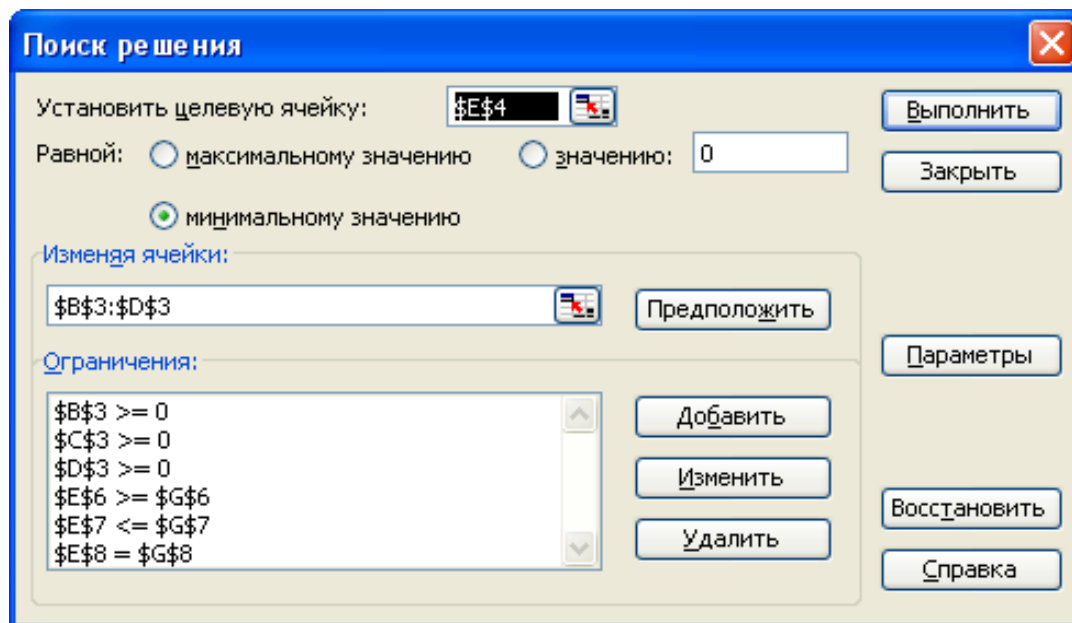 Поиск решения
Установить целевую ячейку: $E$4
Выполнить
Равной: максимальному значению значению: 0
Закрыть
минимальному значению
Изменяя ячейки:
$B$3:$D$3 Предположить
Параметры
Ограничения:
$B$3 >= 0
$C$3 >= 0
$D$3 >= 0
$E$6 >= $G$6
$E$7 <= $G$7
$E$8 = $G$8
Добавить
Изменить
Удалить
Восстановить
Справка